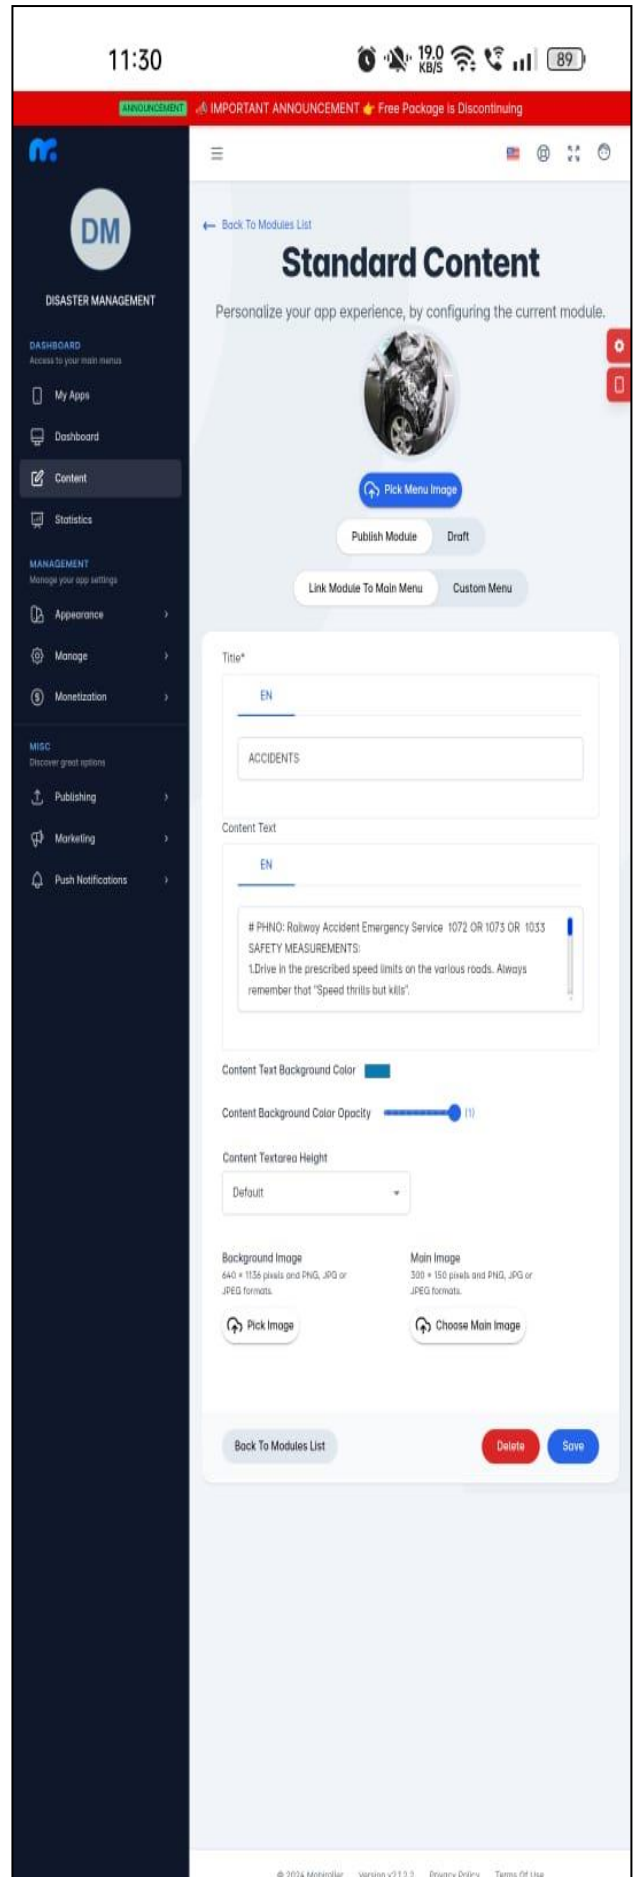 11:30
19.0
KB/S
89
ANNOUNCEMENT
IMPORTANT ANNOUNCEMENT 👉 Free Package Is Discontinuing
DM
DISASTER MANAGEMENT
DASHBOARD
Access to your main menus
My Apps
Dashboard
Content
Statistics
MANAGEMENT
Manage your app settings
Appearance
Manage
Monetization
MISC
Discover great options
Publishing
Marketing
Push Notifications
← Back To Modules List
Standard Content
Personalize your app experience, by configuring the current module.
Pick Menu Image
Publish Module Draft
Link Module To Main Menu Custom Menu
Title*
EN
ACCIDENTS
Content Text
EN
# PHNO: Railway Accident Emergency Service 1072 OR 1073 OR 1033
SAFETY MEASUREMENTS:
1.Drive in the prescribed speed limits on the various roads. Always
remember that "Speed thrills but kills".
Content Text Background Color
Content Background Color Opacity (1)
Content Textarea Height
Default
Background Image
640 × 1136 pixels and PNG, JPG or
JPEG formats.
Pick Image
Main Image
300 × 150 pixels and PNG, JPG or
JPEG formats.
Choose Main Image
Back To Modules List Delete Save
© 2024 Mobiroller Version v2.1.2.2 Privacy Policy Terms Of Use